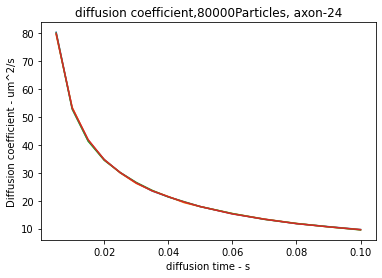 diffusion coefficient,80000Particles, axon-24
Diffusion coefficient - um^2/s
80
70
60
50
40
30
20
10
0.02 0.04 0.06 0.08 0.10
diffusion time - s